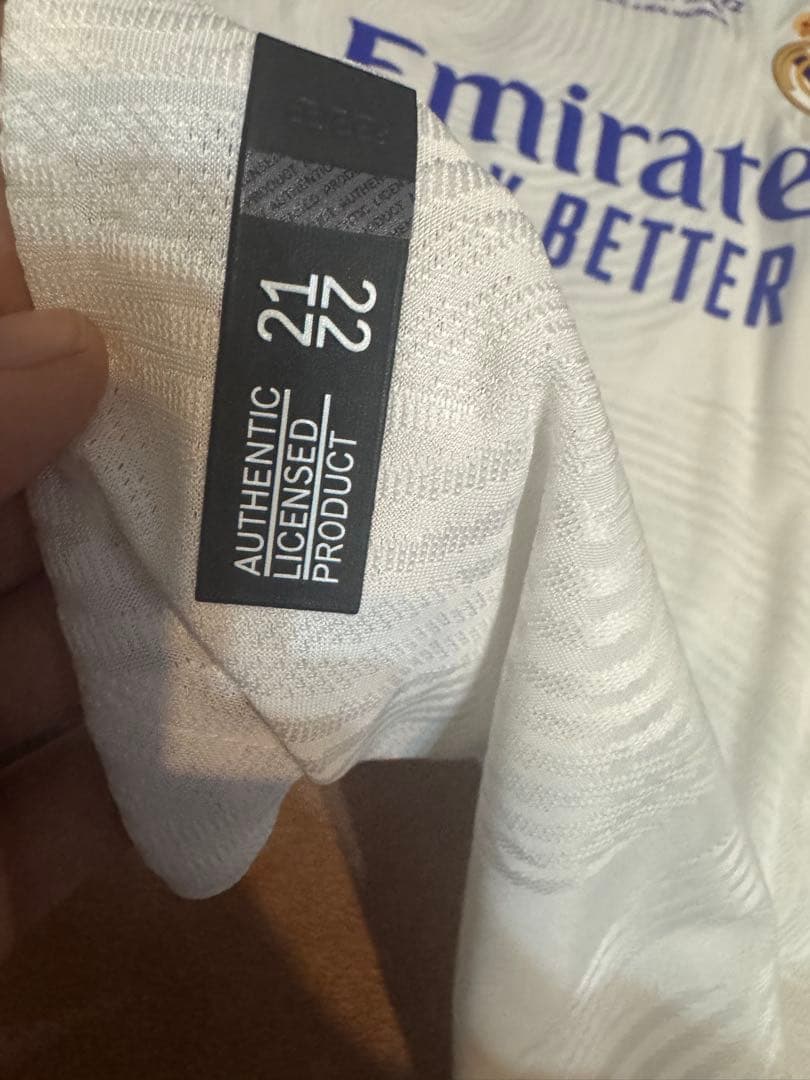 Emirate
BETTER
21
22
AUTHENTIC
LICENSED
PRODUCT